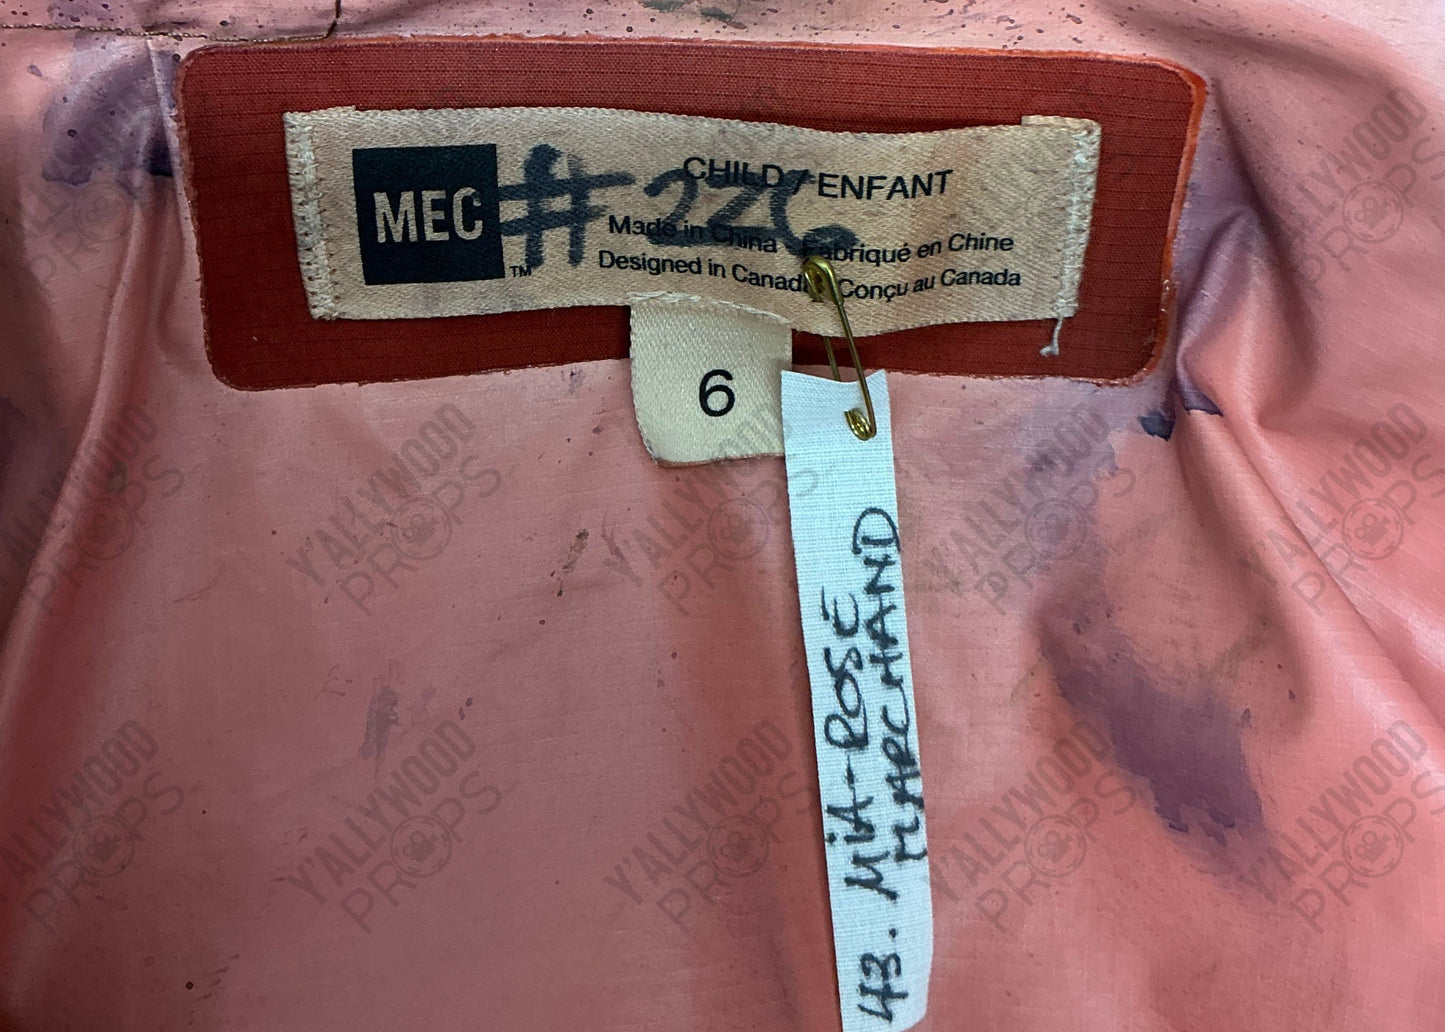 MEC
TM
#226
CHILD / ENFANT
Made in China Fabriqué en Chine
Designed in Canada Conçu au Canada
6
43. MiA-ROSE
MARCHAND
Y'ALLYWOOD
PROPS